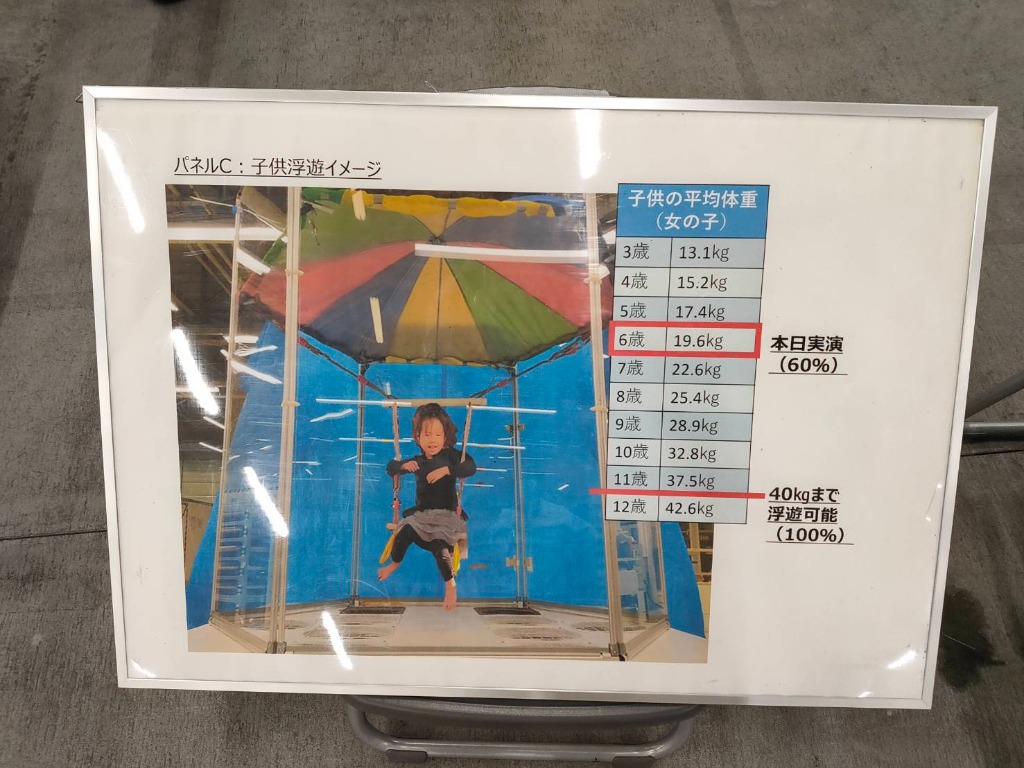 パネルC：子供浮遊イメージ
子供の平均体重
（女の子）
3歳 13.1kg
4歳 15.2kg
5歳 17.4kg
6歳 19.6kg
7歳 22.6kg
8歳 25.4kg
9歳 28.9kg
10歳 32.8kg
11歳 37.5kg
12歳 42.6kg
本日実演
（60%）
40㎏まで
浮遊可能
（100%）